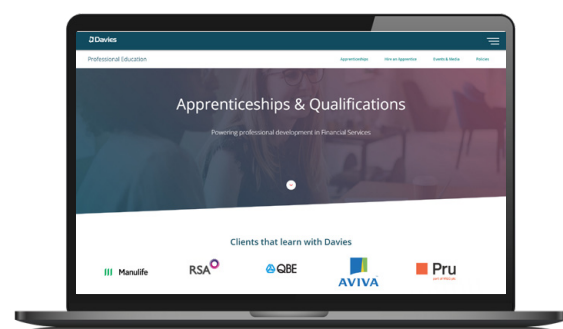 Davies
Professional Education
Apprenticeships Hire an Apprentice Events & Media Policies
Apprenticeships & Qualifications
Powering professional development in Financial Services
Clients that learn with Davies
Manulife
RSA
QBE
AVIVA
Pru